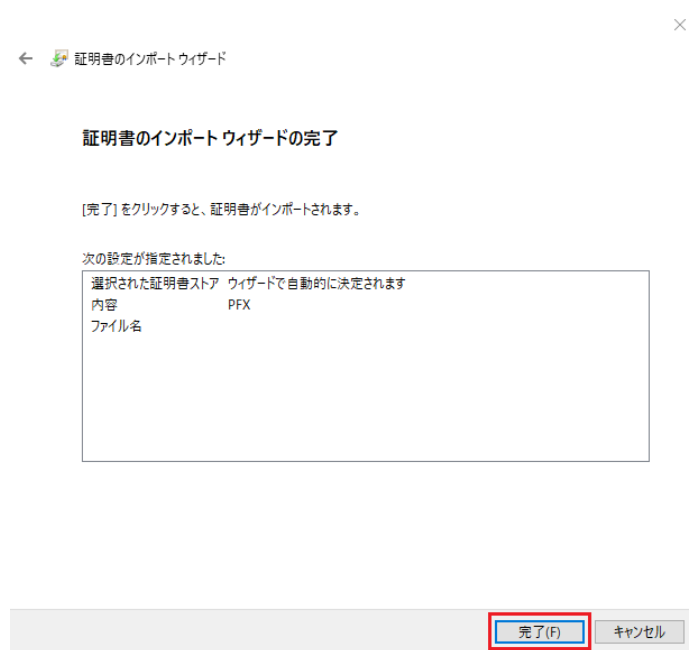 証明書のインポート ウィザード
証明書のインポート ウィザードの完了
[完了] をクリックすると、証明書がインポートされます。
次の設定が指定されました:
選択された証明書ストア ウィザードで自動的に決定されます
内容 PFX
ファイル名
完了(F) キャンセル